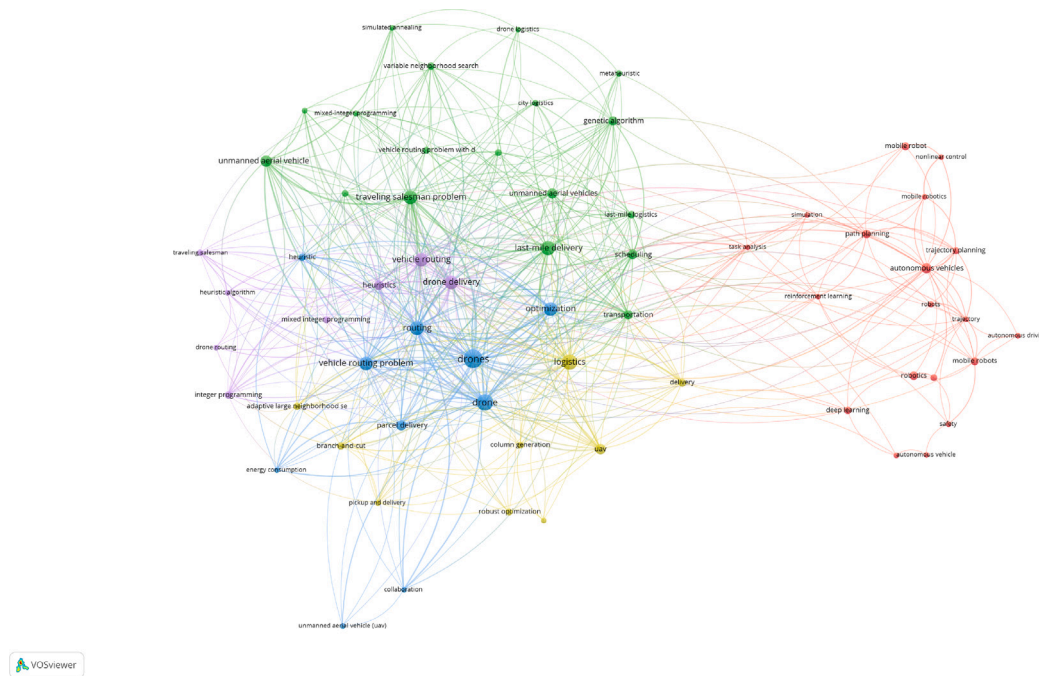 simulated annealing
drone logistics
variable neighborhood search
metaheuristic
city logistics
mixed-integer programming
genetic algorithm
mobile robot
vehicle routing problem with d
nonlinear control
unmanned aerial vehicle
traveling salesman problem
unmanned aerial vehicles
mobile robotics
last-mile logistics
simulation
path planning
last-mile delivery
task analysis
traveling salesman
heuristic
vehicle routing
scheduling
trajectory planning
autonomous vehicles
heuristics
drone delivery
heuristic algorithm
reinforcement learning
robots
optimization
transportation
mixed integer programming
trajectory
routing
autonomous drivi
drone routing
drones
vehicle routing problem
logistics
mobile robots
delivery
robotics
integer programming
adaptive large neighborhood se
drone
deep learning
parcel delivery
safety
branch-and-cut
column generation
uav
autonomous vehicle
energy consumption
pickup and delivery
robust optimization
collaboration
unmanned aerial vehicle (uav)
VOSviewer